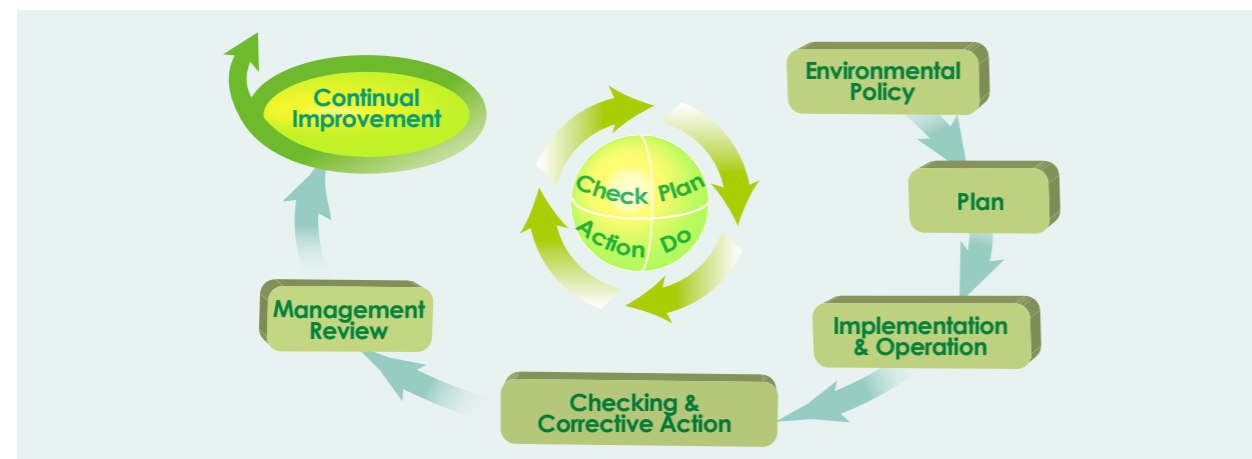 Continual
Improvement
Environmental
Policy
Check
Plan
Action
Do
Plan
Management
Review
Implementation
& Operation
Checking &
Corrective Action